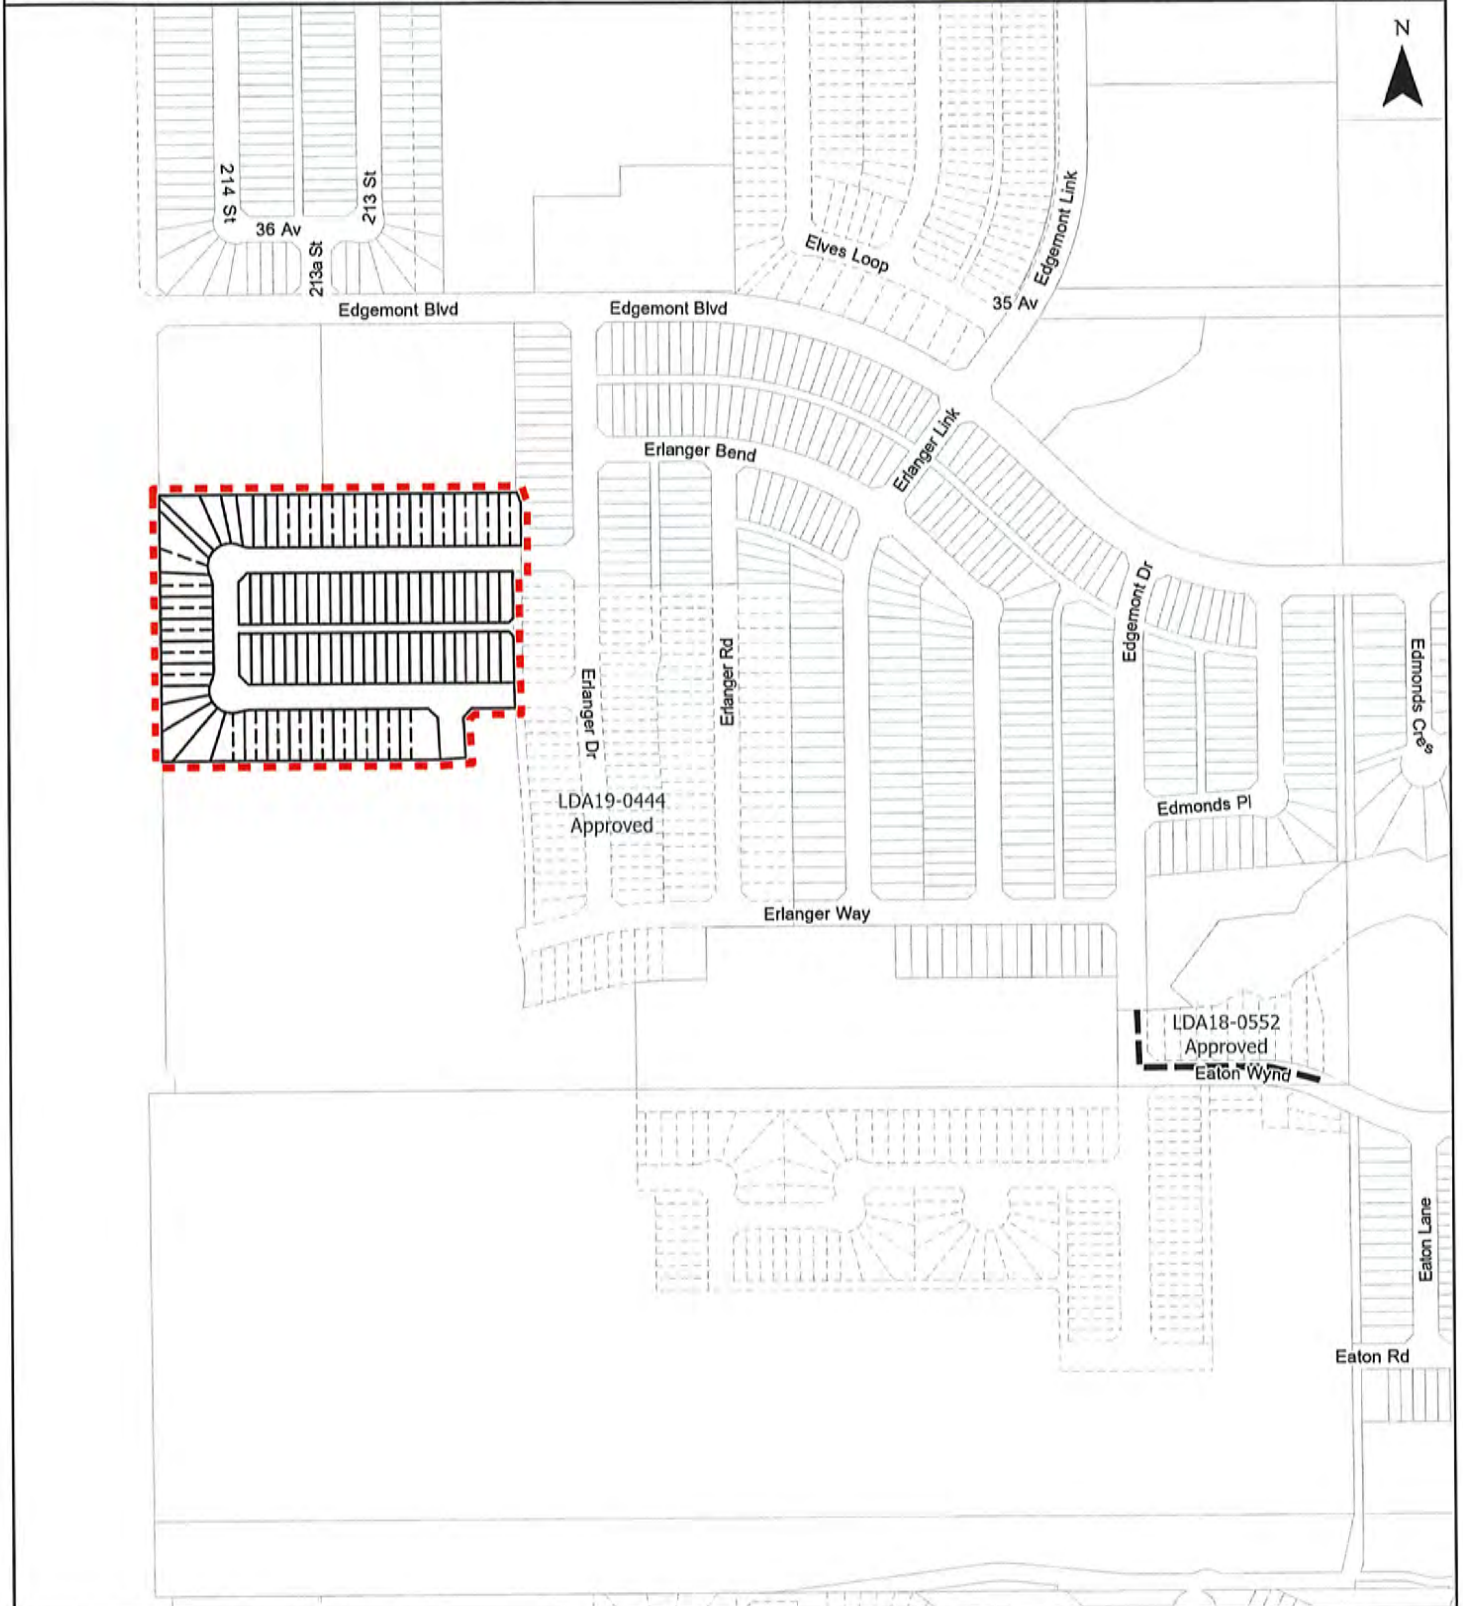 N
214 St
213 St
36 Av
213a St
Elves Loop
Edgemont Link
35 Av
Edgemont Blvd
Edgemont Blvd
Erlanger Link
Erlanger Bend
Edgemont Dr
Erlanger Rd
Edmonds Cres
Erlanger Dr
LDA19-0444
Approved
Edmonds Pl
Erlanger Way
LDA18-0552
Approved
Eaton Wynd
Eaton Lane
Eaton Rd